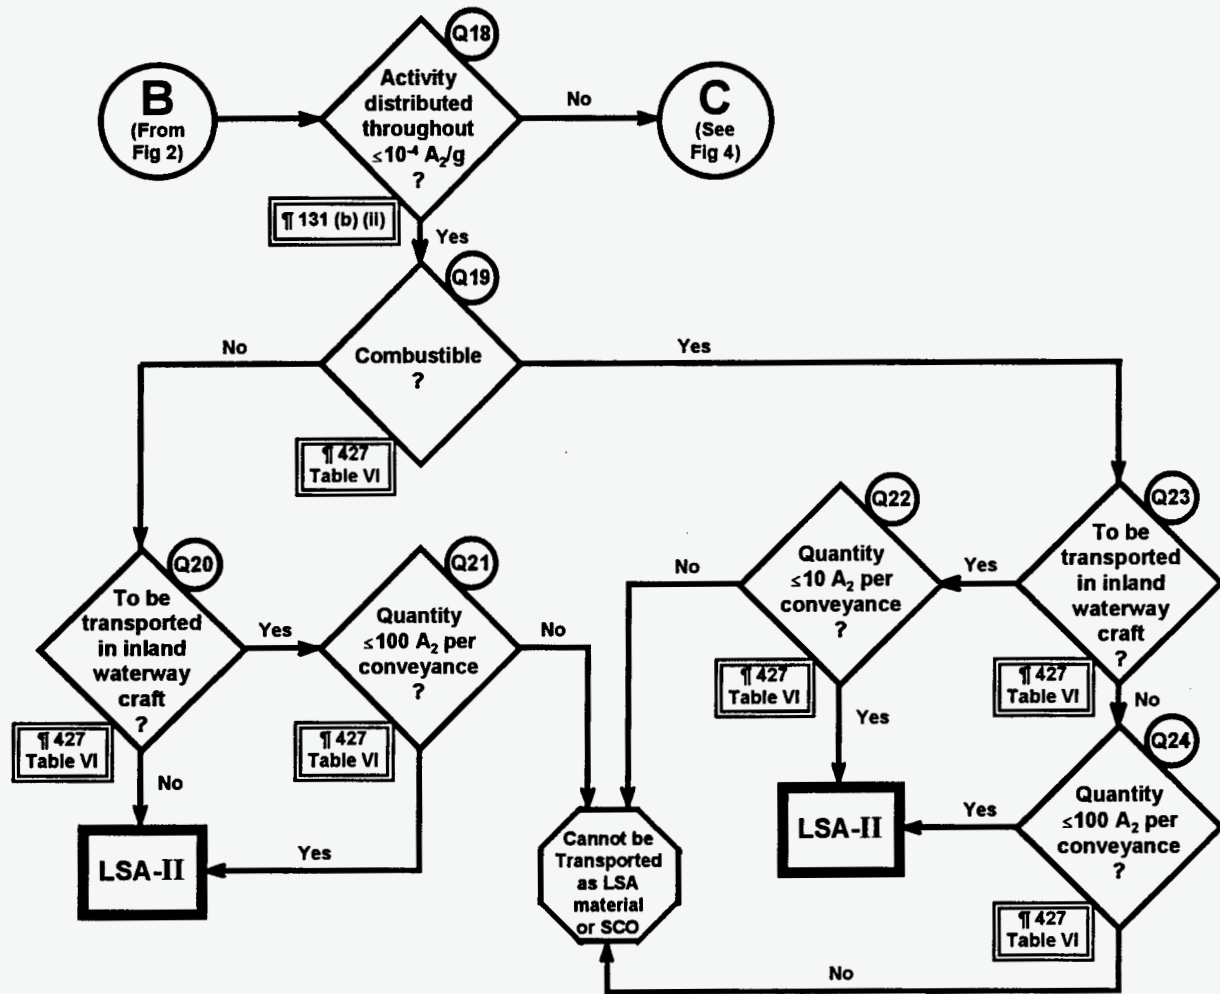 Q18
B
(From
Fig 2)
Activity
distributed
throughout
≤10⁻⁴ A₂/g
?
No
C
(See
Fig 4)
¶ 131 (b) (ii)
Yes
Q19
Combustible
?
No
Yes
¶ 427
Table VI
Q20
To be
transported
in inland
waterway
craft
?
Yes
¶ 427
Table VI
No
LSA-II
Q21
Quantity
≤100 A₂ per
conveyance
?
No
¶ 427
Table VI
Yes
Q22
Quantity
≤10 A₂ per
conveyance
?
No
¶ 427
Table VI
Yes
LSA-II
Q23
To be
transported
in inland
waterway
craft
?
Yes
¶ 427
Table VI
No
Q24
Quantity
≤100 A₂ per
conveyance
?
Yes
¶ 427
Table VI
No
Cannot be
Transported
as LSA
material
or SCO